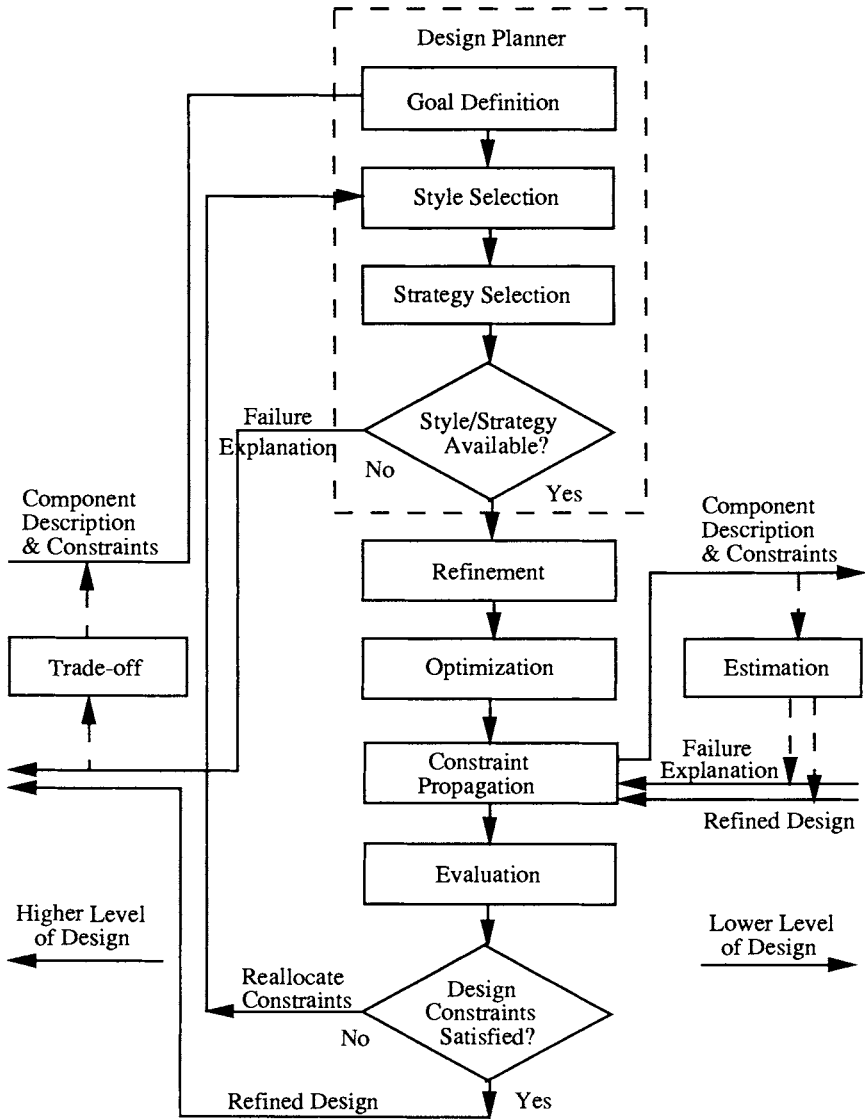 Design Planner
Goal Definition
Style Selection
Strategy Selection
Failure
Explanation
Style/Strategy
Available?
No
Yes
Component
Description
& Constraints
Component
Description
& Constraints
Refinement
Trade-off
Optimization
Estimation
Constraint
Propagation
Failure
Explanation
Refined Design
Evaluation
Higher Level
of Design
Lower Level
of Design
Reallocate
Constraints
Design
Constraints
Satisfied?
No
Refined Design
Yes